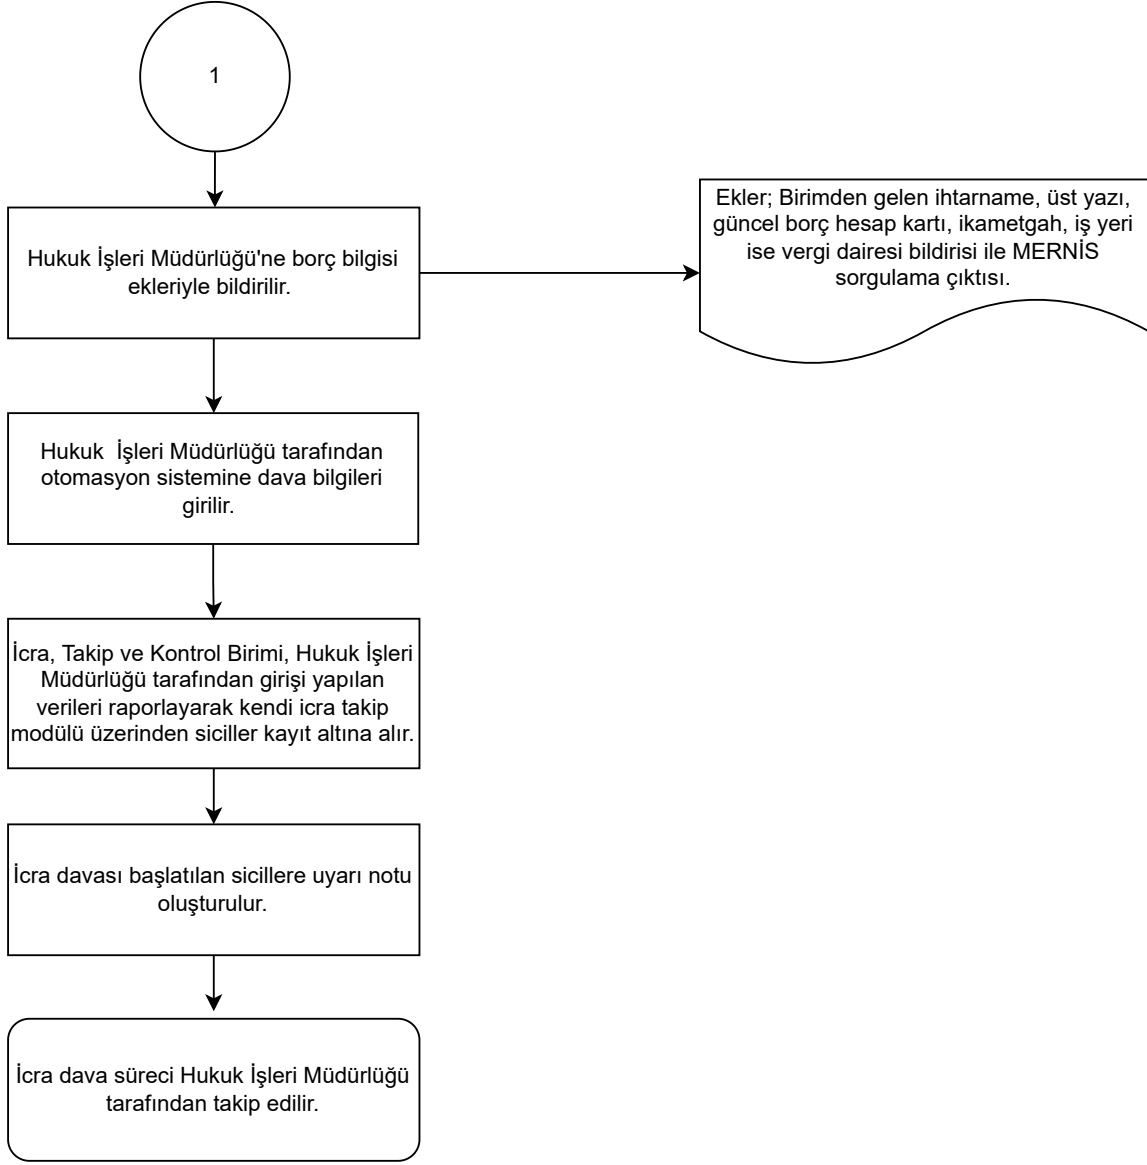 1
Hukuk İşleri Müdürlüğü'ne borç bilgisi
ekleriyle bildirilir.
Ekler; Birimden gelen ihtarname, üst yazı,
güncel borç hesap kartı, ikametgah, iş yeri
ise vergi dairesi bildirisi ile MERNİS
sorgulama çıktısı.
Hukuk  İşleri Müdürlüğü tarafından
otomasyon sistemine dava bilgileri
girilir.
İcra, Takip ve Kontrol Birimi, Hukuk İşleri
Müdürlüğü tarafından girişi yapılan
verileri raporlayarak kendi icra takip
modülü üzerinden siciller kayıt altına alır.
İcra davası başlatılan sicillere uyarı notu
oluşturulur.
İcra dava süreci Hukuk İşleri Müdürlüğü
tarafından takip edilir.